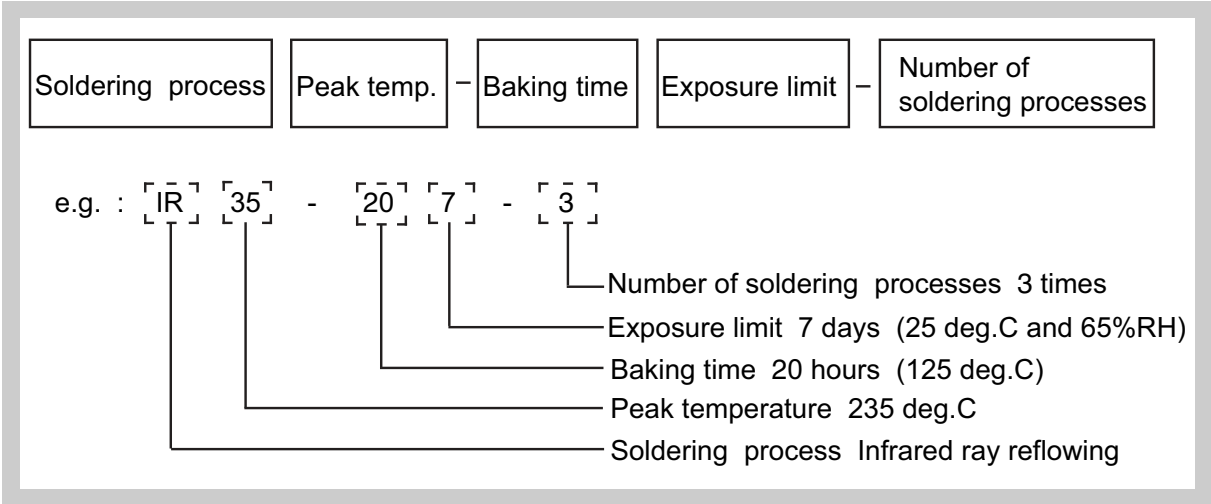 Soldering process Peak temp. – Baking time Exposure limit – Number of
soldering processes
e.g. : IR 35 - 20 7 - 3
Number of soldering processes 3 times
Exposure limit 7 days (25 deg.C and 65%RH)
Baking time 20 hours (125 deg.C)
Peak temperature 235 deg.C
Soldering process Infrared ray reflowing